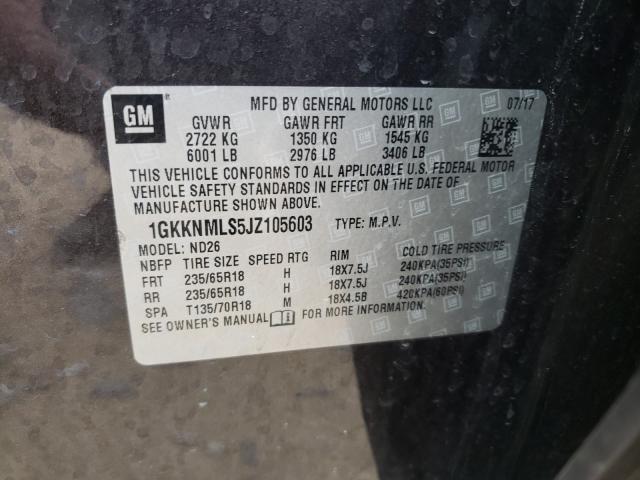 GM
MFD BY GENERAL MOTORS LLC 07/17
GVWR GAWR FRT GAWR RR
2722 KG 1350 KG 1545 KG
6001 LB 2976 LB 3406 LB
THIS VEHICLE CONFORMS TO ALL APPLICABLE U.S. FEDERAL MOTOR
VEHICLE SAFETY STANDARDS IN EFFECT ON THE DATE OF
MANUFACTURE SHOWN ABOVE.
1GKKNMLS5JZ105603 TYPE: M.P.V.
MODEL: ND26
NBFP TIRE SIZE SPEED RTG RIM COLD TIRE PRESSURE
FRT 235/65R18 H 18X7.5J 240KPA(35PSI)
RR 235/65R18 H 18X7.5J 240KPA(35PSI)
SPA T135/70R18 M 18X4.5B 420KPA(60PSI)
SEE OWNER'S MANUAL FOR MORE INFORMATION.